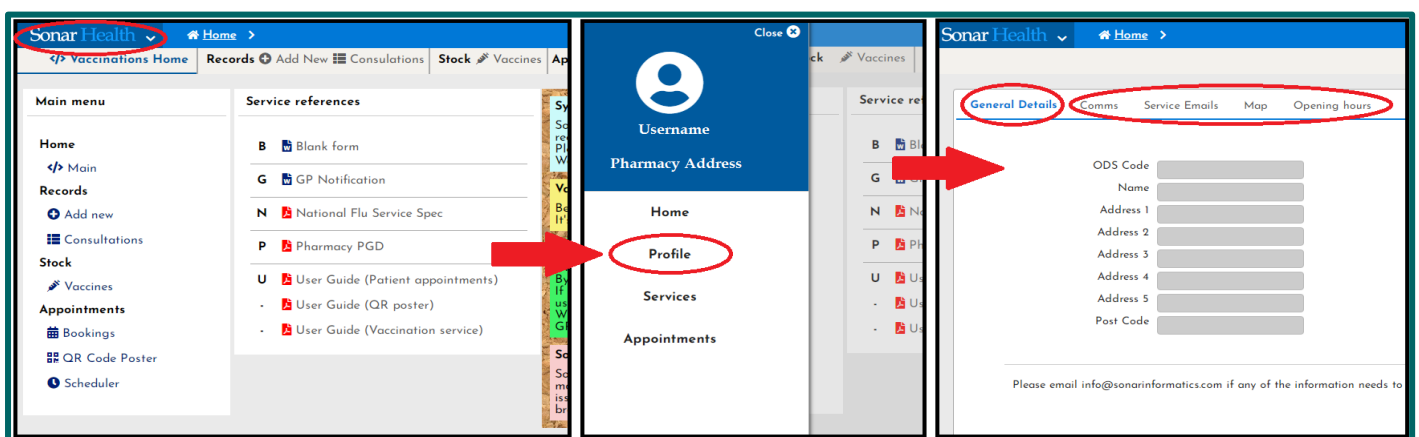 Sonar Health
Home >
</> Vaccinations Home
Records Add New Consulations
Stock Vaccines
Main menu
Home
</> Main
Records
Add new
Consultations
Stock
Vaccines
Appointments
Bookings
QR Code Poster
Scheduler
Service references
B Blank form
G GP Notification
N National Flu Service Spec
P Pharmacy PGD
U User Guide (Patient appointments)
- User Guide (QR poster)
- User Guide (Vaccination service)
Close
Username
Pharmacy Address
Home
Profile
Services
Appointments
Vaccines
Service
B
G
N
P
U
-
-
Sonar Health
Home >
General Details
Comms
Service Emails
Map
Opening hours
ODS Code
Name
Address 1
Address 2
Address 3
Address 4
Address 5
Post Code
Please email info@sonarinformatics.com if any of the information needs to